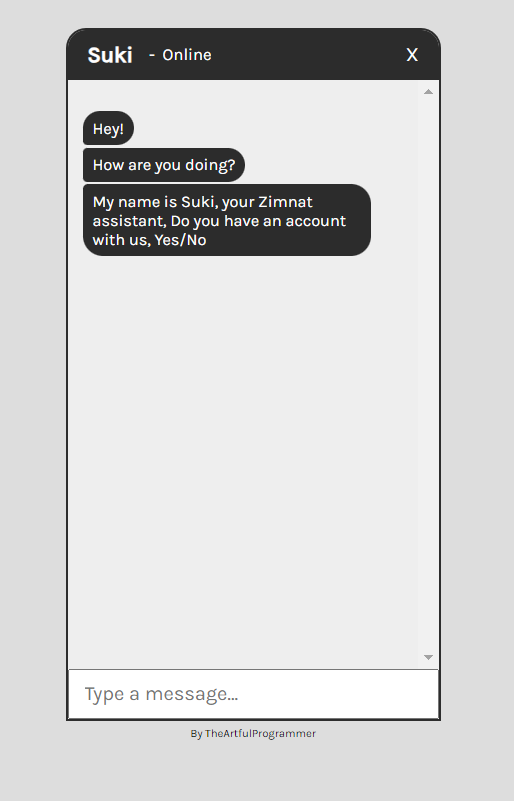 Suki - Online X
Hey!
How are you doing?
My name is Suki, your Zimnat
assistant, Do you have an account
with us, Yes/No
Type a message...
By TheArtfulProgrammer